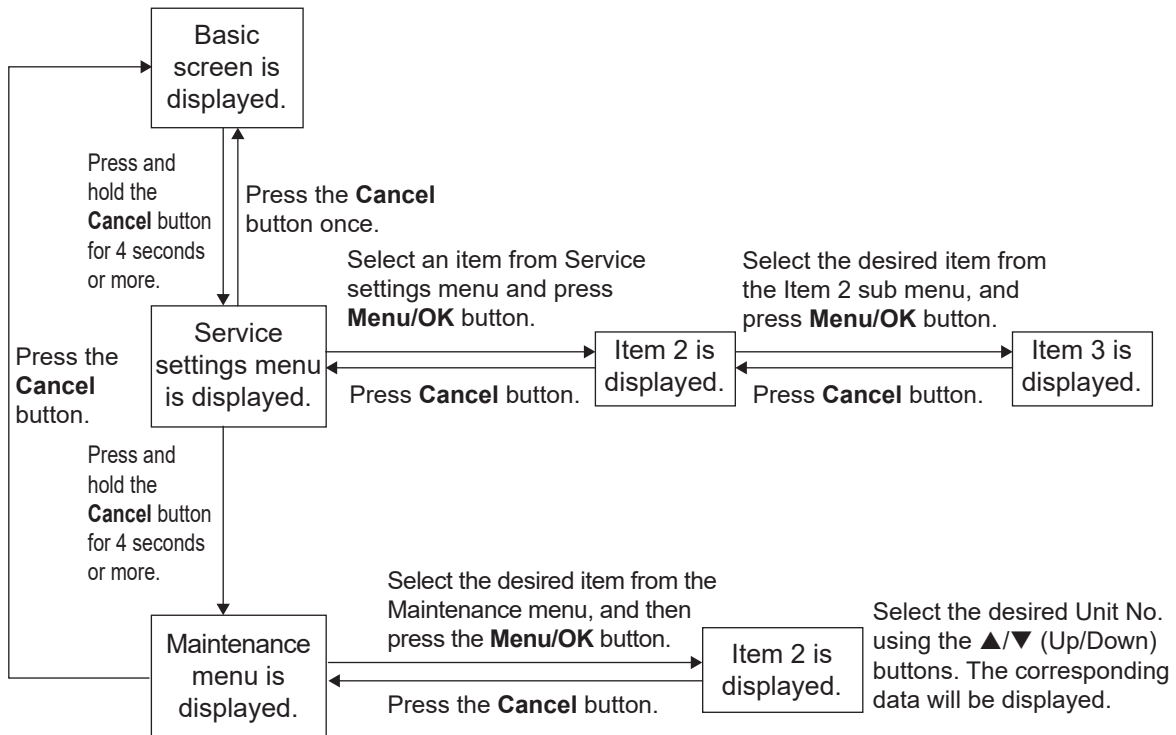 Basic
screen is
displayed.
Press and
hold the
Cancel button
for 4 seconds
or more.
Press the Cancel
button once.
Select an item from Service
settings menu and press
Menu/OK button.
Select the desired item from
the Item 2 sub menu, and
press Menu/OK button.
Press the
Cancel
button.
Service
settings menu
is displayed.
Item 2 is
displayed.
Item 3 is
displayed.
Press Cancel button.
Press Cancel button.
Press and
hold the
Cancel button
for 4 seconds
or more.
Select the desired item from the
Maintenance menu, and then
press the Menu/OK button.
Maintenance
menu is
displayed.
Press the Cancel button.
Item 2 is
displayed.
Select the desired Unit No.
using the ▲/▼ (Up/Down)
buttons. The corresponding
data will be displayed.